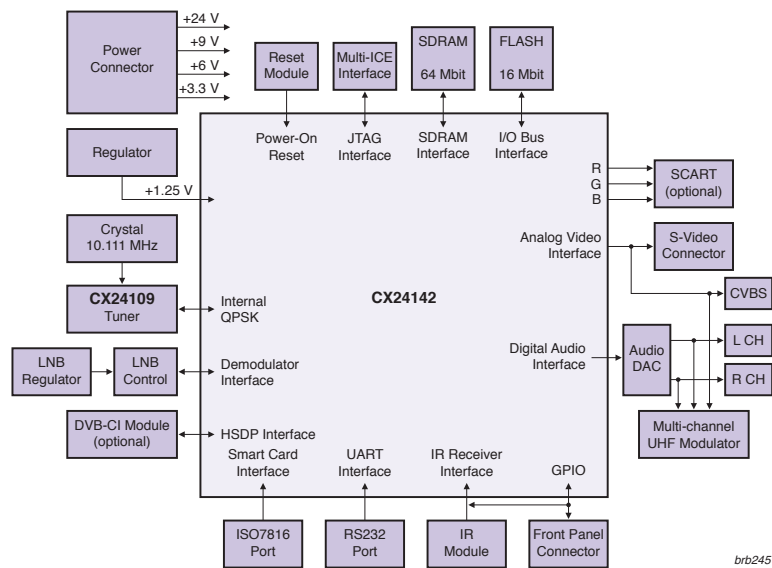 Power
Connector
+24 V
+9 V
+6 V
+3.3 V
Reset
Module
Multi-ICE
Interface
SDRAM
64 Mbit
FLASH
16 Mbit
Regulator
+1.25 V
Power-On
Reset
JTAG
Interface
SDRAM
Interface
I/O Bus
Interface
R
G
B
SCART
(optional)
Crystal
10.111 MHz
Analog Video
Interface
S-Video
Connector
CX24109
Tuner
Internal
QPSK
CX24142
CVBS
LNB
Regulator
LNB
Control
Demodulator
Interface
Digital Audio
Interface
Audio
DAC
L CH
R CH
DVB-CI Module
(optional)
HSDP Interface
Multi-channel
UHF Modulator
Smart Card
Interface
UART
Interface
IR Receiver
Interface
GPIO
ISO7816
Port
RS232
Port
IR
Module
Front Panel
Connector
brb245